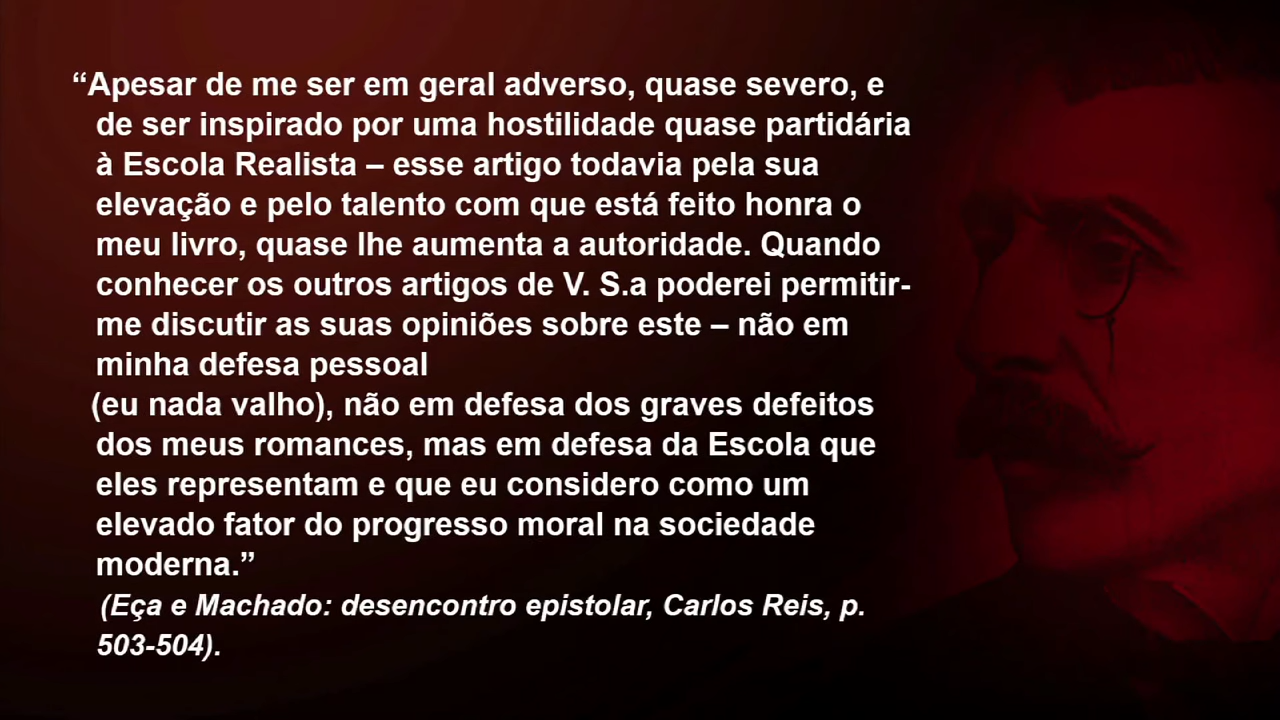 “Apesar de me ser em geral adverso, quase severo, e
de ser inspirado por uma hostilidade quase partidária
à Escola Realista – esse artigo todavia pela sua
elevação e pelo talento com que está feito honra o
meu livro, quase lhe aumenta a autoridade. Quando
conhecer os outros artigos de V. S.a poderei permitir-
me discutir as suas opiniões sobre este – não em
minha defesa pessoal
(eu nada valho), não em defesa dos graves defeitos
dos meus romances, mas em defesa da Escola que
eles representam e que eu considero como um
elevado fator do progresso moral na sociedade
moderna.”
(Eça e Machado: desencontro epistolar, Carlos Reis, p.
503-504).